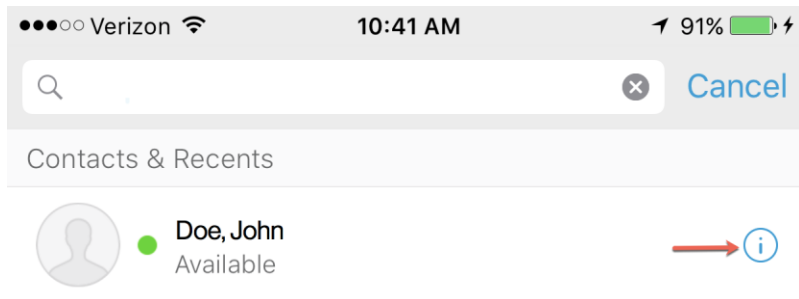 Verizon 10:41 AM 91%
Cancel
Contacts & Recents
Doe, John
Available
i